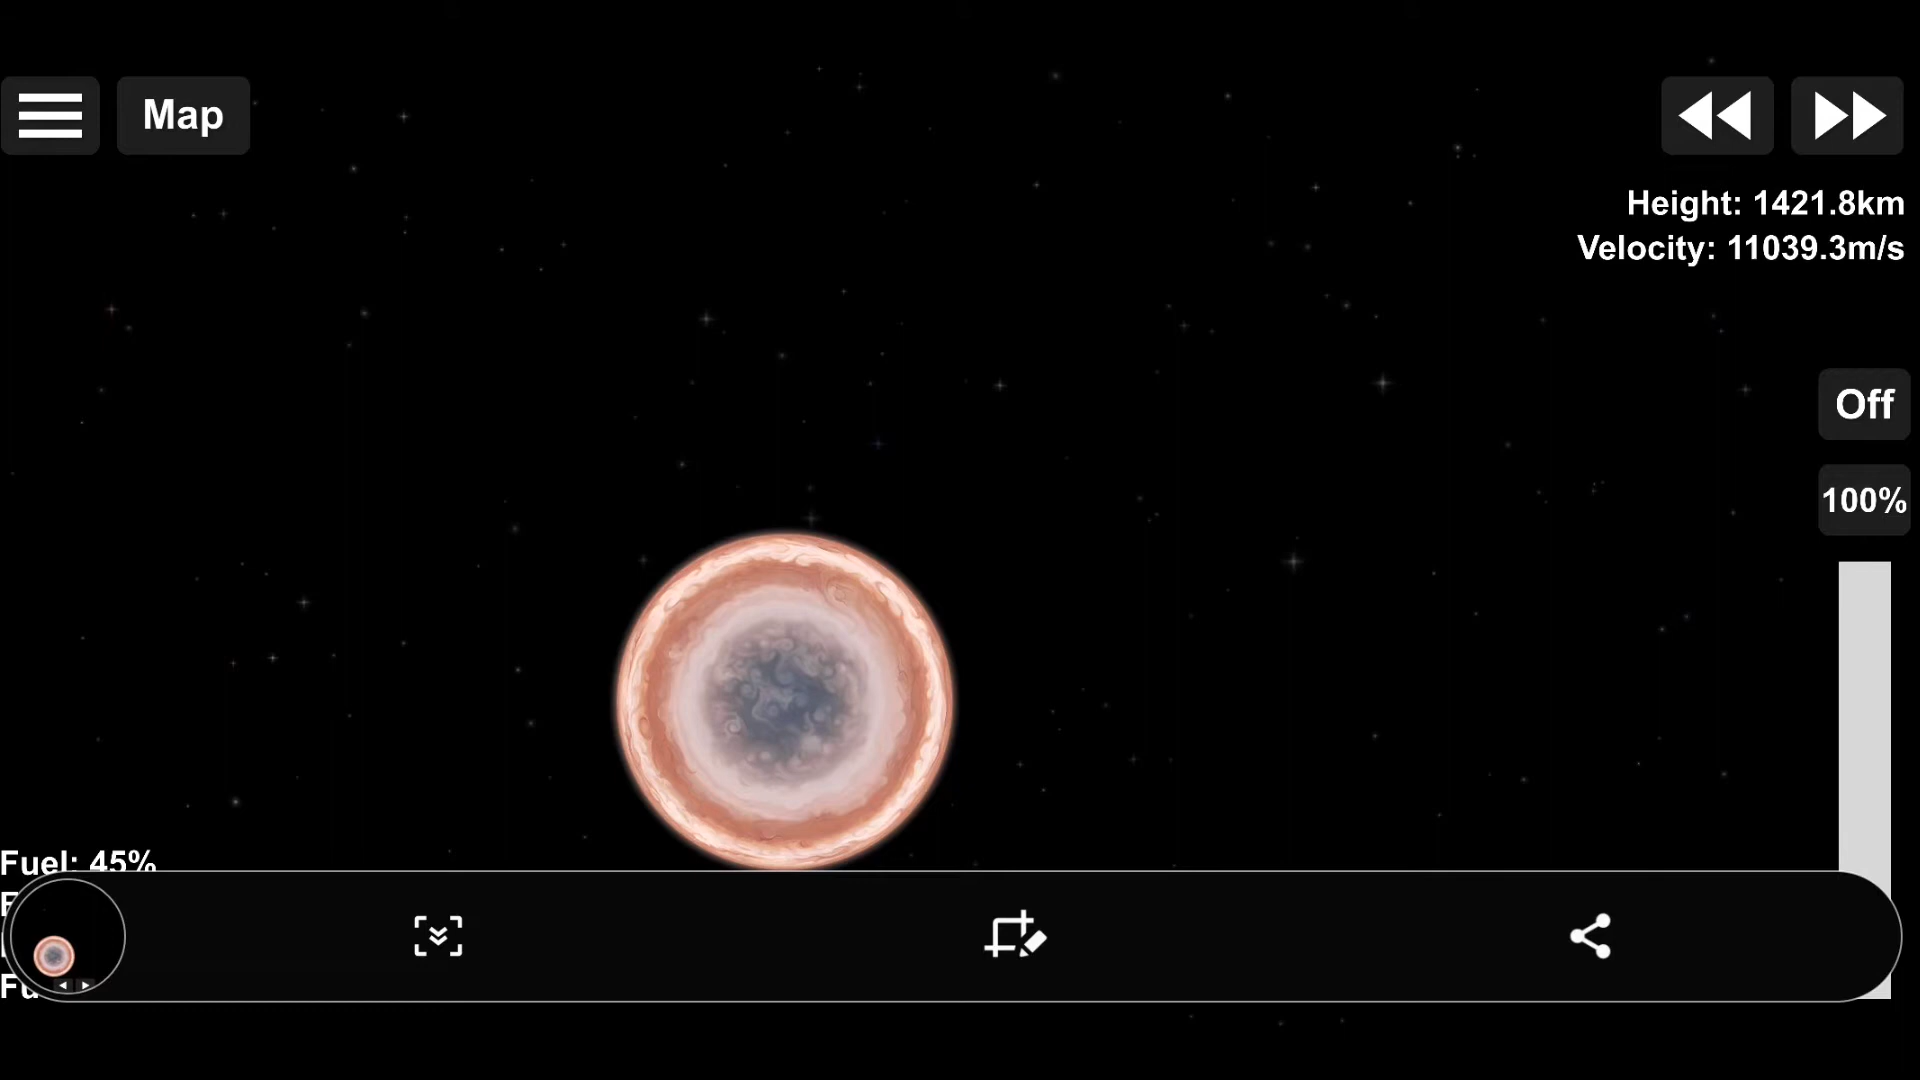 Map
Height: 1421.8km
Velocity: 11039.3m/s
Off
100%
Fuel: 45%